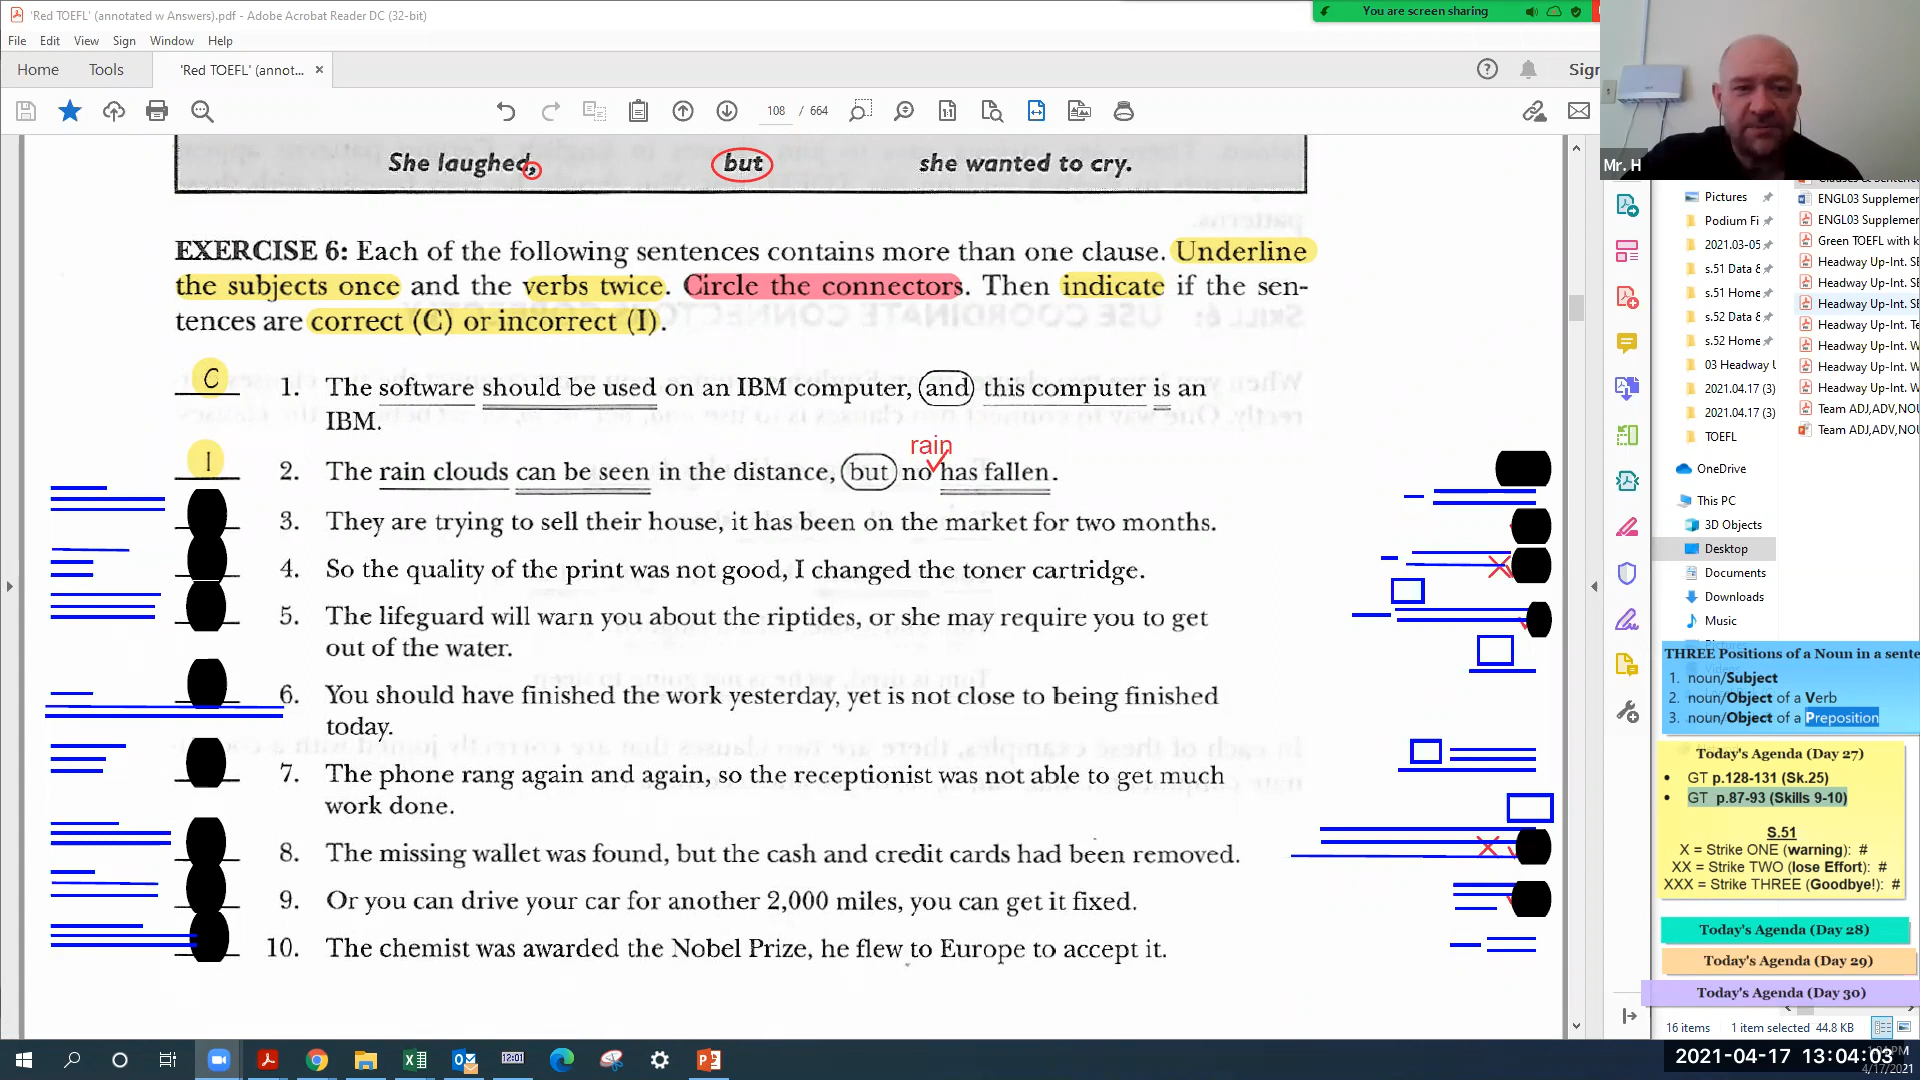 'Red TOEFL' (annotated w Answers).pdf - Adobe Acrobat Reader DC (32-bit)
You are screen sharing
File Edit View Sign Window Help
Home Tools 'Red TOEFL' (annot... × Sign
108 / 664
Mr. H
She laughed, but she wanted to cry.
EXERCISE 6: Each of the following sentences contains more than one clause. Underline
the subjects once and the verbs twice. Circle the connectors. Then indicate if the sen-
tences are correct (C) or incorrect (I).
C 1. The software should be used on an IBM computer, and this computer is an
IBM.
rain
I 2. The rain clouds can be seen in the distance, but no has fallen.
3. They are trying to sell their house, it has been on the market for two months.
4. So the quality of the print was not good, I changed the toner cartridge.
5. The lifeguard will warn you about the riptides, or she may require you to get
out of the water.
6. You should have finished the work yesterday, yet is not close to being finished
today.
7. The phone rang again and again, so the receptionist was not able to get much
work done.
8. The missing wallet was found, but the cash and credit cards had been removed.
9. Or you can drive your car for another 2,000 miles, you can get it fixed.
10. The chemist was awarded the Nobel Prize, he flew to Europe to accept it.
Pictures
Podium Fi
2021.03-05
s.51 Data &
s.51 Home
s.52 Data &
s.52 Home
03 Headway U
2021.04.17 (3)
2021.04.17 (3)
TOEFL
OneDrive
This PC
3D Objects
Desktop
Documents
Downloads
Music
ENGL03 Suppleme
ENGL03 Supplemer
Green TOEFL with k
Headway Up-Int. SE
Headway Up-Int. SE
Headway Up-Int. SE
Headway Up-Int. Te
Headway Up-Int. W
Headway Up-Int. W
Headway Up-Int. W
Team ADJ,ADV,NOU
Team ADJ,ADV,NOU
THREE Positions of a Noun in a sente
1. noun/Subject
2. noun/Object of a Verb
3. noun/Object of a Preposition
Today's Agenda (Day 27)
• GT p.128-131 (Sk.25)
• GT p.87-93 (Skills 9-10)
S.51
X = Strike ONE (warning): #
XX = Strike TWO (lose Effort): #
XXX = Strike THREE (Goodbye!): #
Today's Agenda (Day 28)
Today's Agenda (Day 29)
Today's Agenda (Day 30)
16 items 1 item selected 44.8 KB
12:01
2021-04-17 13:04:03
4/17/2021